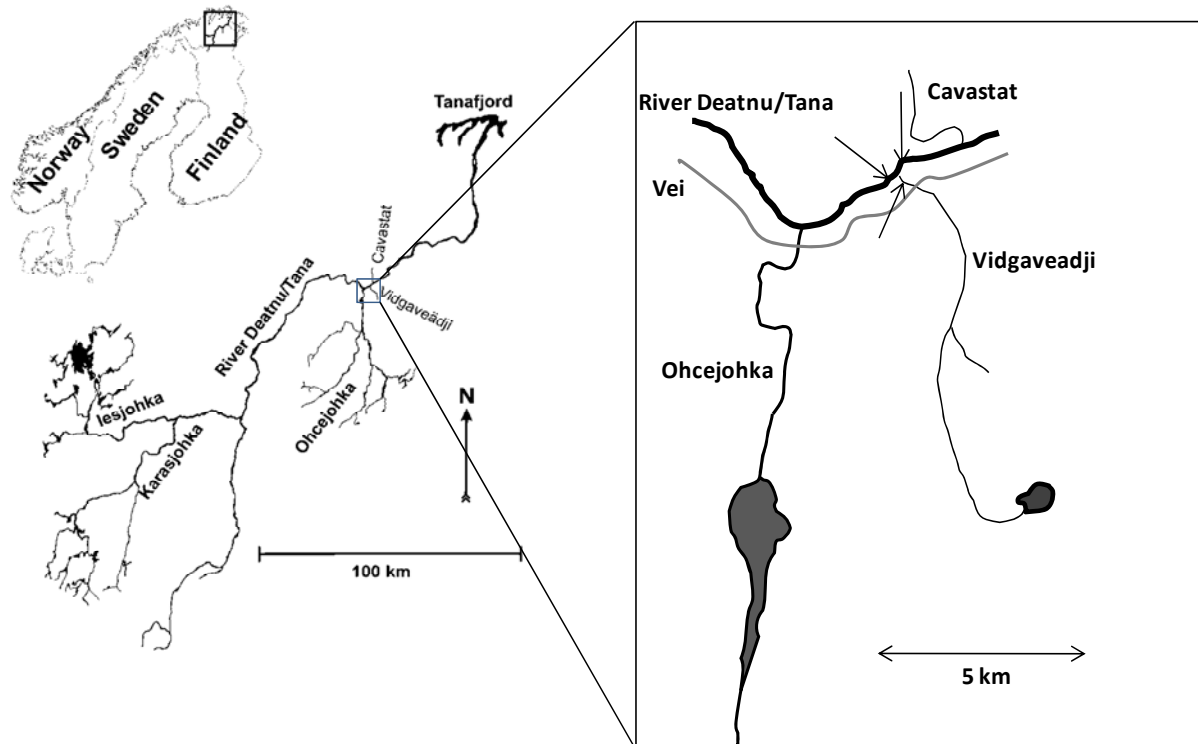 Norway
Sweden
Finland
Tanafjord
Cavastat
Vidgaveädji
River Deatnu/Tana
Ohcejohka
Iesjohka
Karasjohka
N
100 km
River Deatnu/Tana
Cavastat
Vei
Vidgaveadji
Ohcejohka
5 km